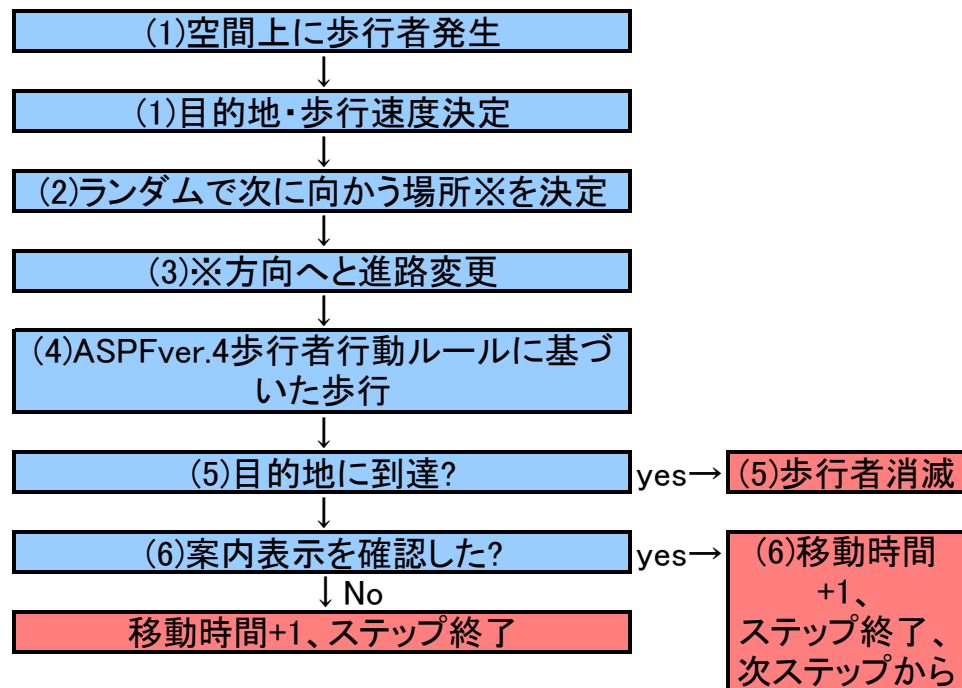 (1)空間上に歩行者発生
↓
(1)目的地・歩行速度決定
↓
(2)ランダムで次に向かう場所※を決定
↓
(3)※方向へと進路変更
↓
(4)ASPFver.4歩行者行動ルールに基づ
いた歩行
↓
(5)目的地に到達?
yes→
(5)歩行者消滅
↓
(6)案内表示を確認した?
yes→
(6)移動時間
+1、
ステップ終了、
次ステップから
↓ No
移動時間+1、ステップ終了